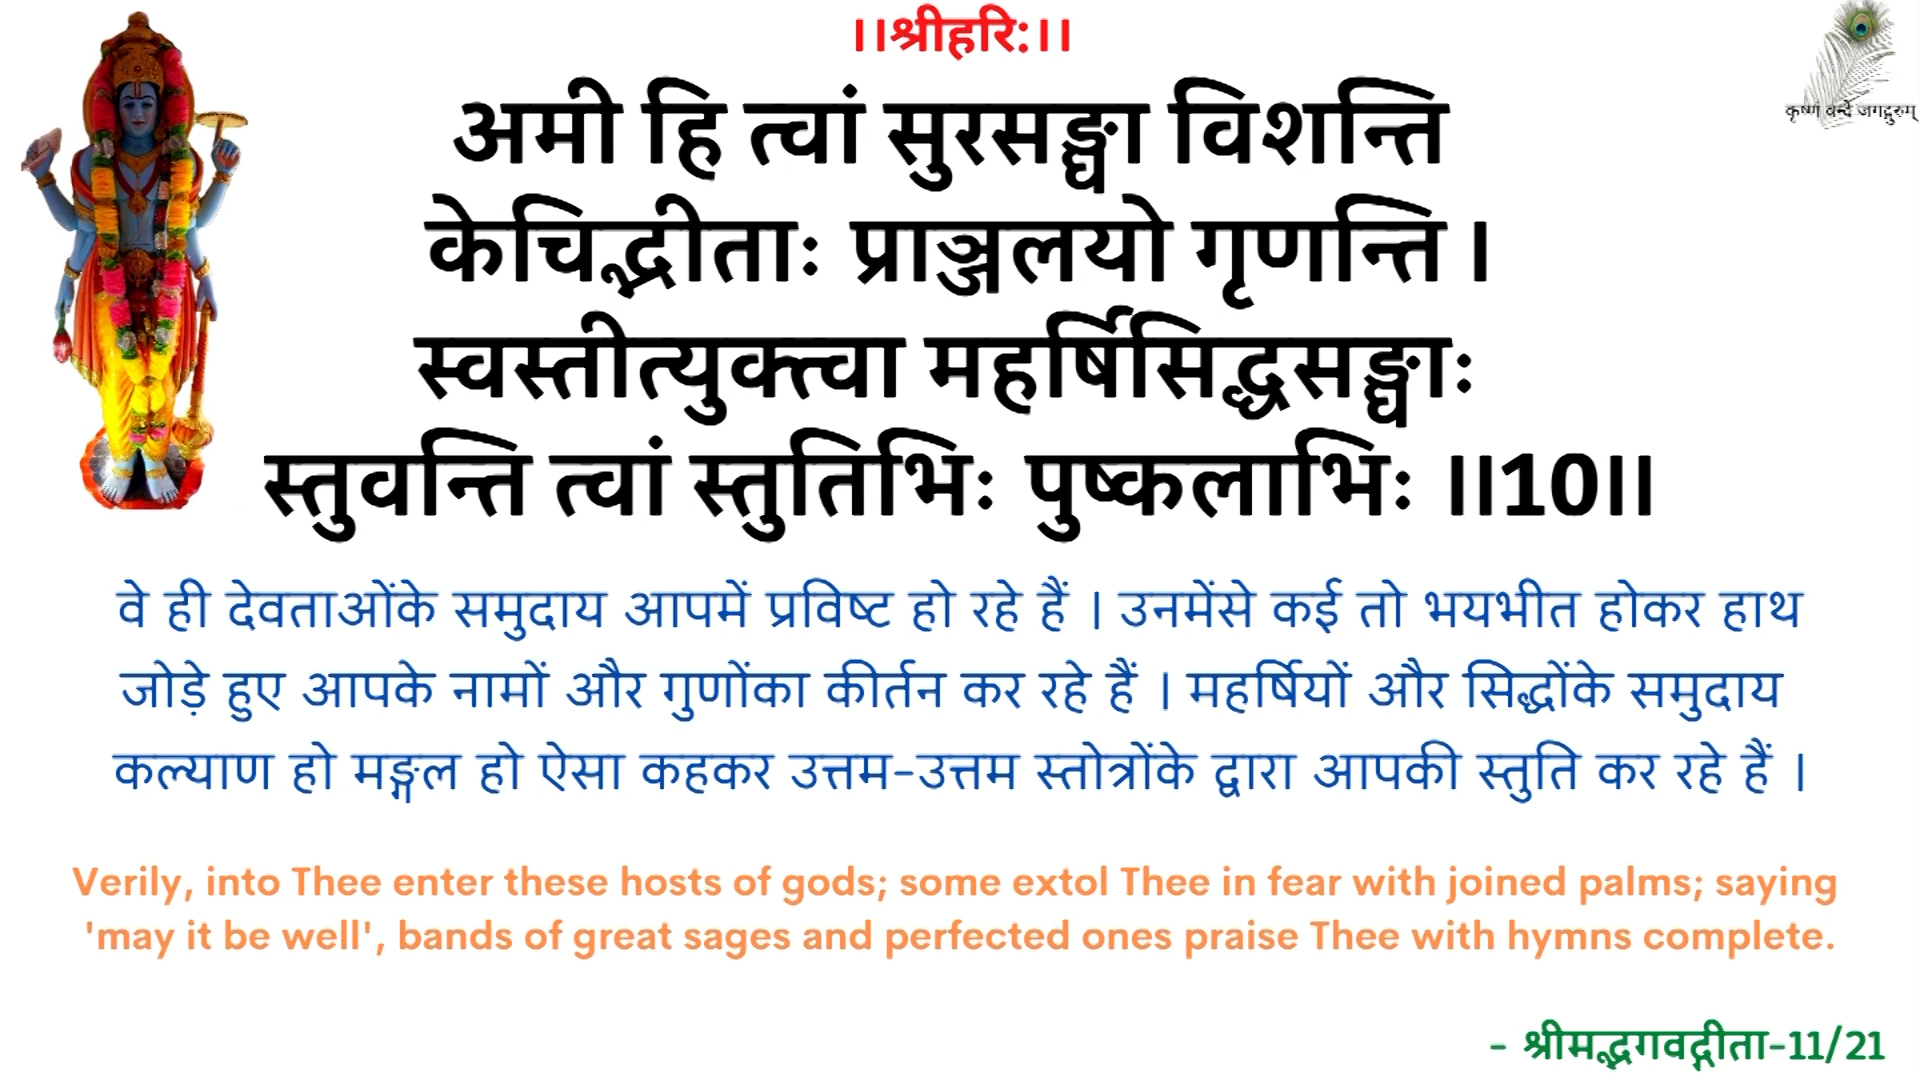 ।।श्रीहरि:।।
कृष्णं वन्दे जगद्गुरुम्
अमी हि त्वां सुरसङ्घा विशन्ति
केचिद्भीताः प्राञ्जलयो गृणन्ति ।
स्वस्तीत्युक्त्वा महर्षिसिद्धसङ्घाः
स्तुवन्ति त्वां स्तुतिभिः पुष्कलाभिः ।।10।।
वे ही देवताओंके समुदाय आपमें प्रविष्ट हो रहे हैं । उनमेंसे कई तो भयभीत होकर हाथ
जोड़े हुए आपके नामों और गुणोंका कीर्तन कर रहे हैं । महर्षियों और सिद्धोंके समुदाय
कल्याण हो मङ्गल हो ऐसा कहकर उत्तम-उत्तम स्तोत्रोंके द्वारा आपकी स्तुति कर रहे हैं ।
Verily, into Thee enter these hosts of gods; some extol Thee in fear with joined palms; saying
'may it be well', bands of great sages and perfected ones praise Thee with hymns complete.
- श्रीमद्भगवद्गीता-11/21